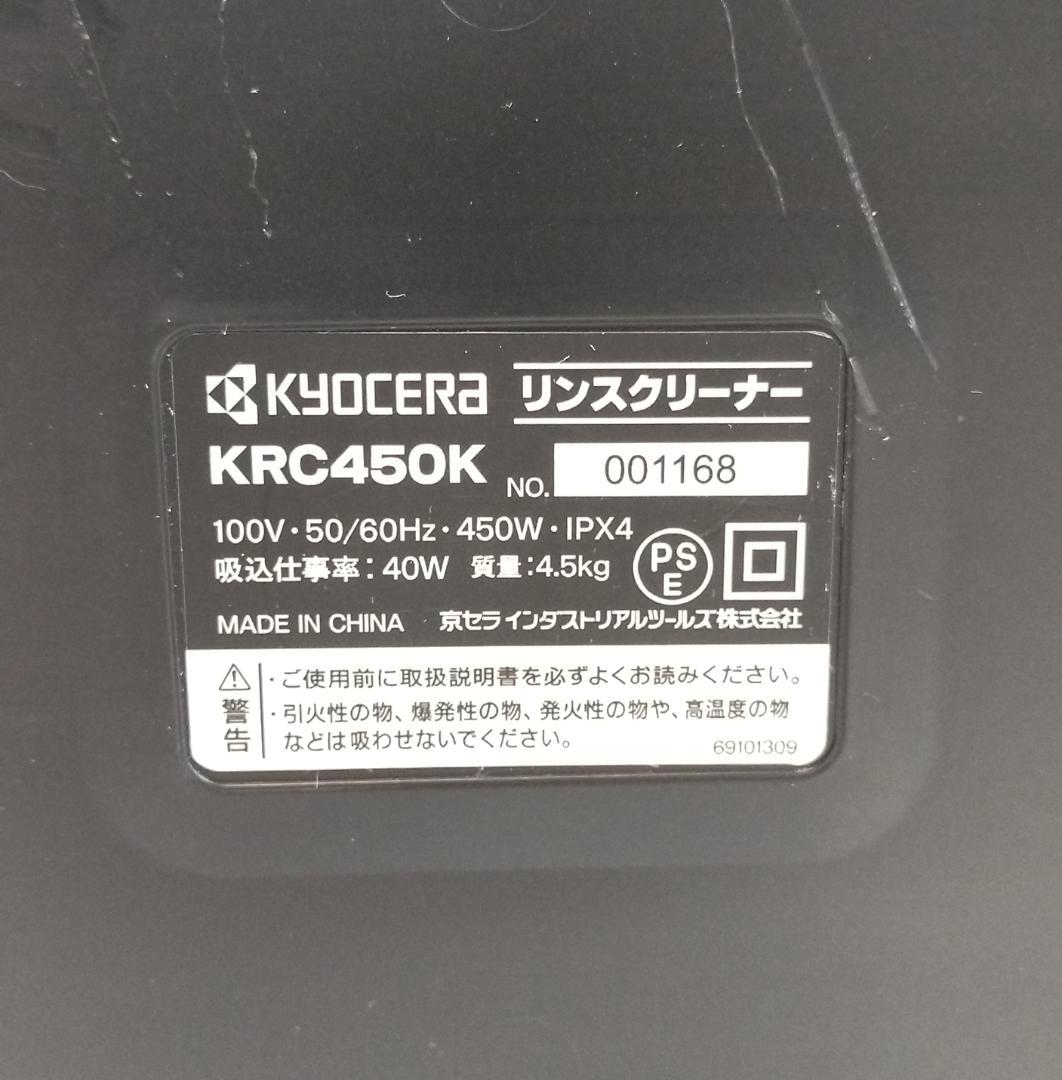 KYOCERA リンスクリーナー
KRC450K NO. 001168
100V・50/60Hz・450W・IPX4
吸込仕事率：40W 質量：4.5kg
PS
E
MADE IN CHINA 京セラ インダストリアルツールズ株式会社
警告
・ご使用前に取扱説明書を必ずよくお読みください。
・引火性の物、爆発性の物、発火性の物や、高温度の物
などは吸わせないでください。
69101309